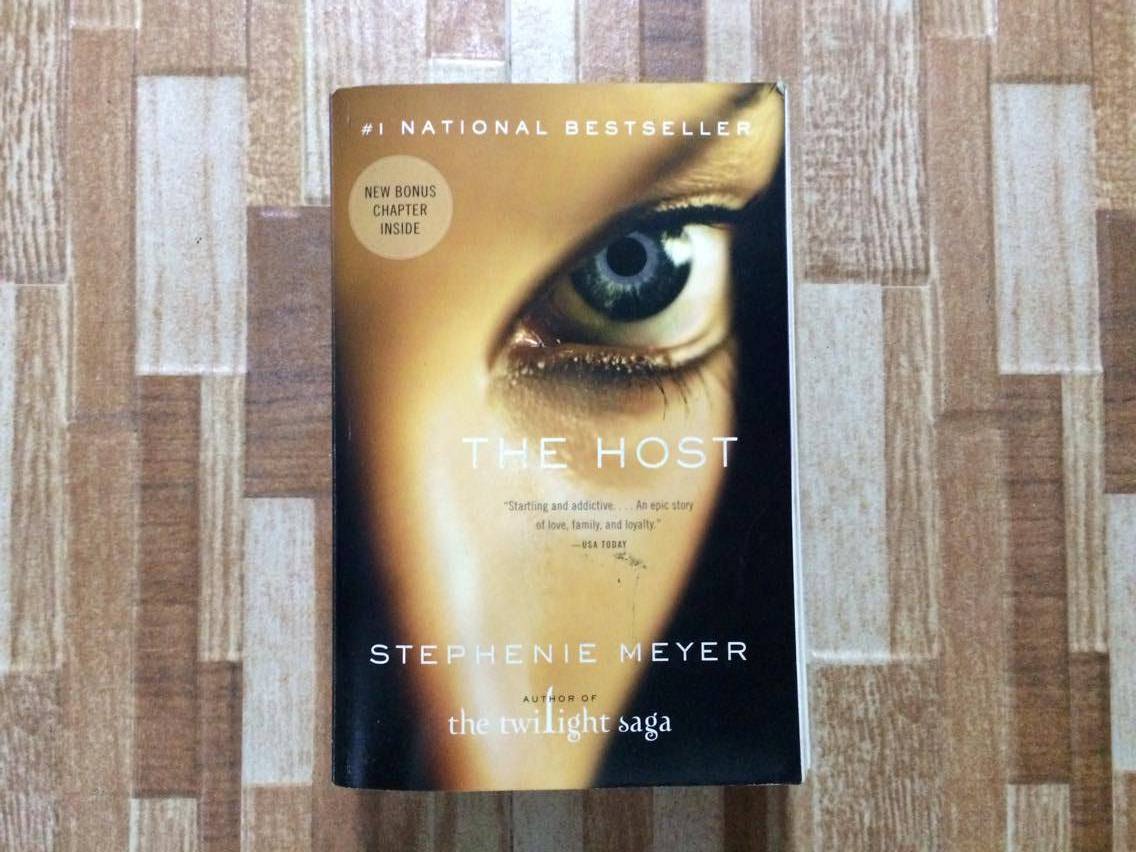 #1 NATIONAL BESTSELLER
NEW BONUS
CHAPTER
INSIDE
THE HOST
“Startling and addictive. . . . An epic story
of love, family, and loyalty.”
—USA TODAY
STEPHENIE MEYER
AUTHOR OF
the twilight saga